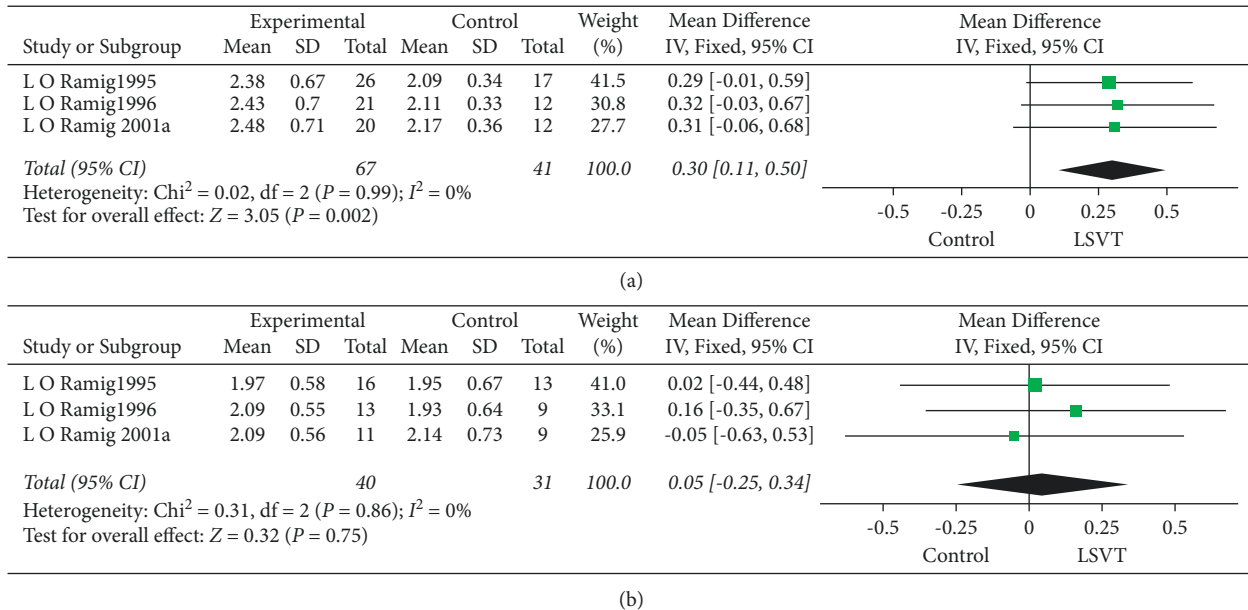 Experimental Control Weight Mean Difference Mean Difference
Study or Subgroup Mean SD Total Mean SD Total (%) IV, Fixed, 95% CI IV, Fixed, 95% CI
L O Ramig1995 2.38 0.67 26 2.09 0.34 17 41.5 0.29 [-0.01, 0.59]
L O Ramig1996 2.43 0.7 21 2.11 0.33 12 30.8 0.32 [-0.03, 0.67]
L O Ramig 2001a 2.48 0.71 20 2.17 0.36 12 27.7 0.31 [-0.06, 0.68]
Total (95% CI) 67 41 100.0 0.30 [0.11, 0.50]
Heterogeneity: Chi² = 0.02, df = 2 (P = 0.99); I² = 0%
Test for overall effect: Z = 3.05 (P = 0.002)
-0.5 -0.25 0 0.25 0.5
Control LSVT
(a)
Experimental Control Weight Mean Difference Mean Difference
Study or Subgroup Mean SD Total Mean SD Total (%) IV, Fixed, 95% CI IV, Fixed, 95% CI
L O Ramig1995 1.97 0.58 16 1.95 0.67 13 41.0 0.02 [-0.44, 0.48]
L O Ramig1996 2.09 0.55 13 1.93 0.64 9 33.1 0.16 [-0.35, 0.67]
L O Ramig 2001a 2.09 0.56 11 2.14 0.73 9 25.9 -0.05 [-0.63, 0.53]
Total (95% CI) 40 31 100.0 0.05 [-0.25, 0.34]
Heterogeneity: Chi² = 0.31, df = 2 (P = 0.86); I² = 0%
Test for overall effect: Z = 0.32 (P = 0.75)
-0.5 -0.25 0 0.25 0.5
Control LSVT
(b)